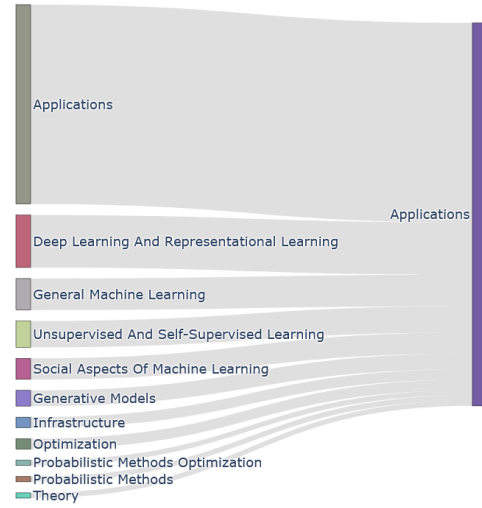 Applications
Applications
Deep Learning And Representational Learning
General Machine Learning
Unsupervised And Self-Supervised Learning
Social Aspects Of Machine Learning
Generative Models
Infrastructure
Optimization
Probabilistic Methods Optimization
Probabilistic Methods
Theory